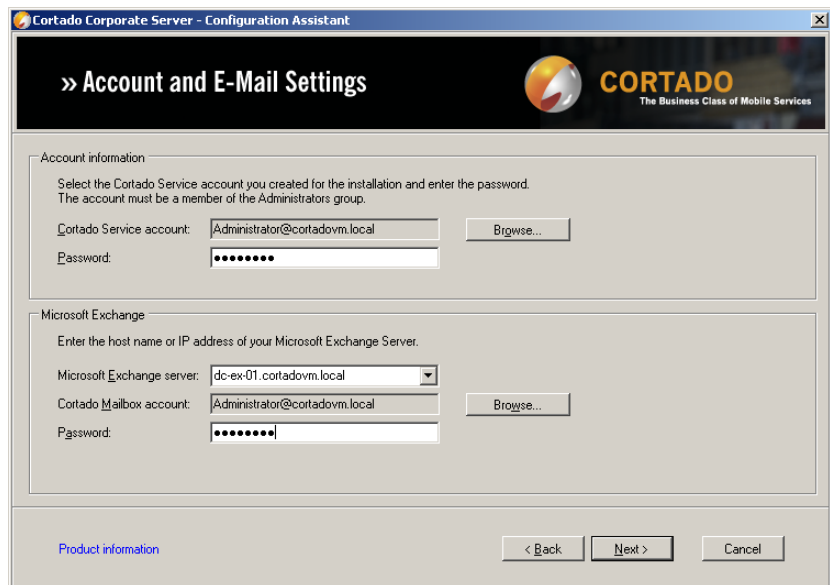 Cortado Corporate Server - Configuration Assistant
» Account and E-Mail Settings
CORTADO
The Business Class of Mobile Services
Account information
Select the Cortado Service account you created for the installation and enter the password.
The account must be a member of the Administrators group.
Cortado Service account: Administrator@cortadovm.local Browse...
Password: ●●●●●●●●
Microsoft Exchange
Enter the host name or IP address of your Microsoft Exchange Server.
Microsoft Exchange server: dc-ex-01.cortadovm.local
Cortado Mailbox account: Administrator@cortadovm.local Browse...
Password: ●●●●●●●●
Product information < Back Next > Cancel